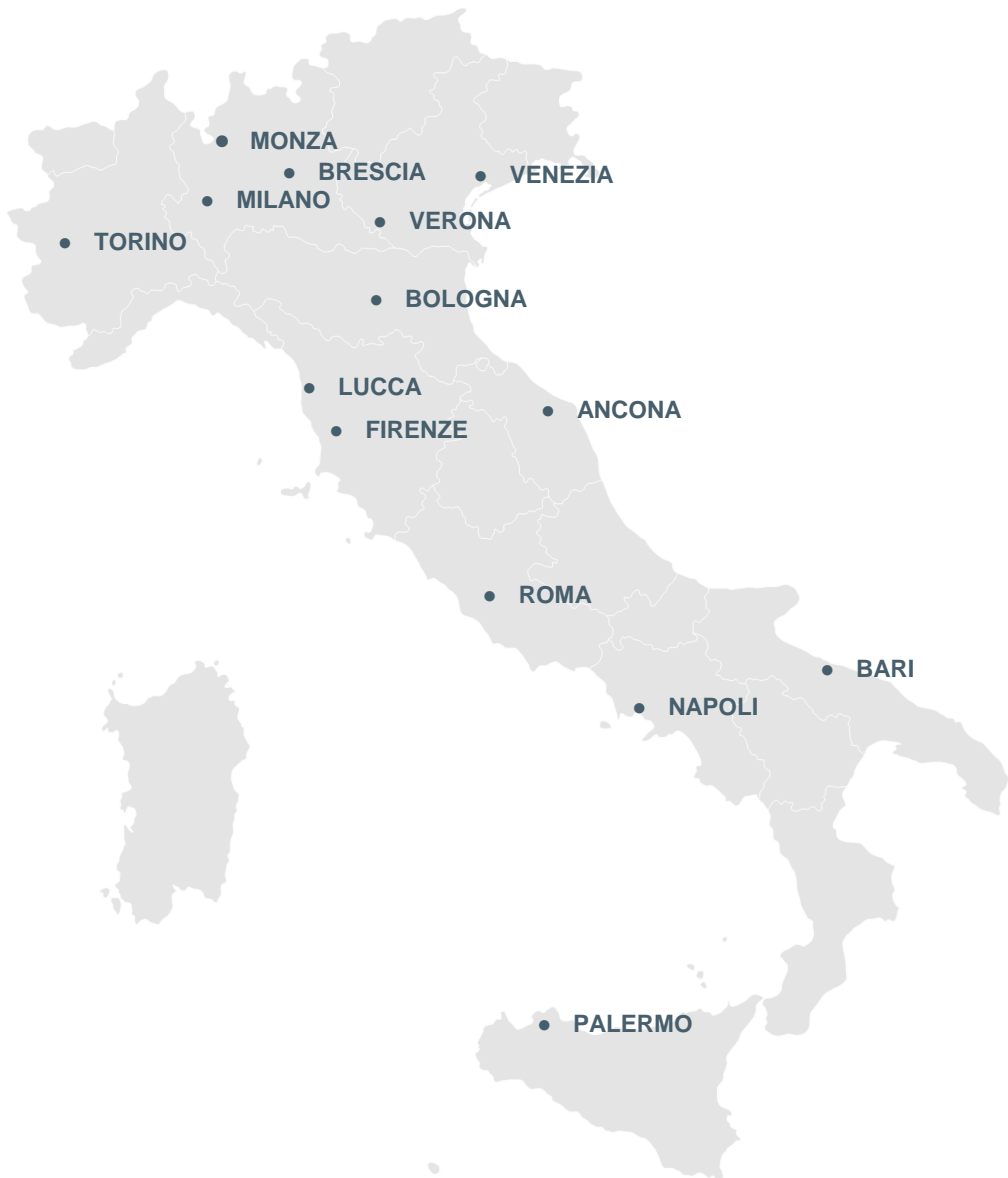 MONZA
BRESCIA
VENEZIA
MILANO
VERONA
TORINO
BOLOGNA
LUCCA
ANCONA
FIRENZE
ROMA
BARI
NAPOLI
PALERMO